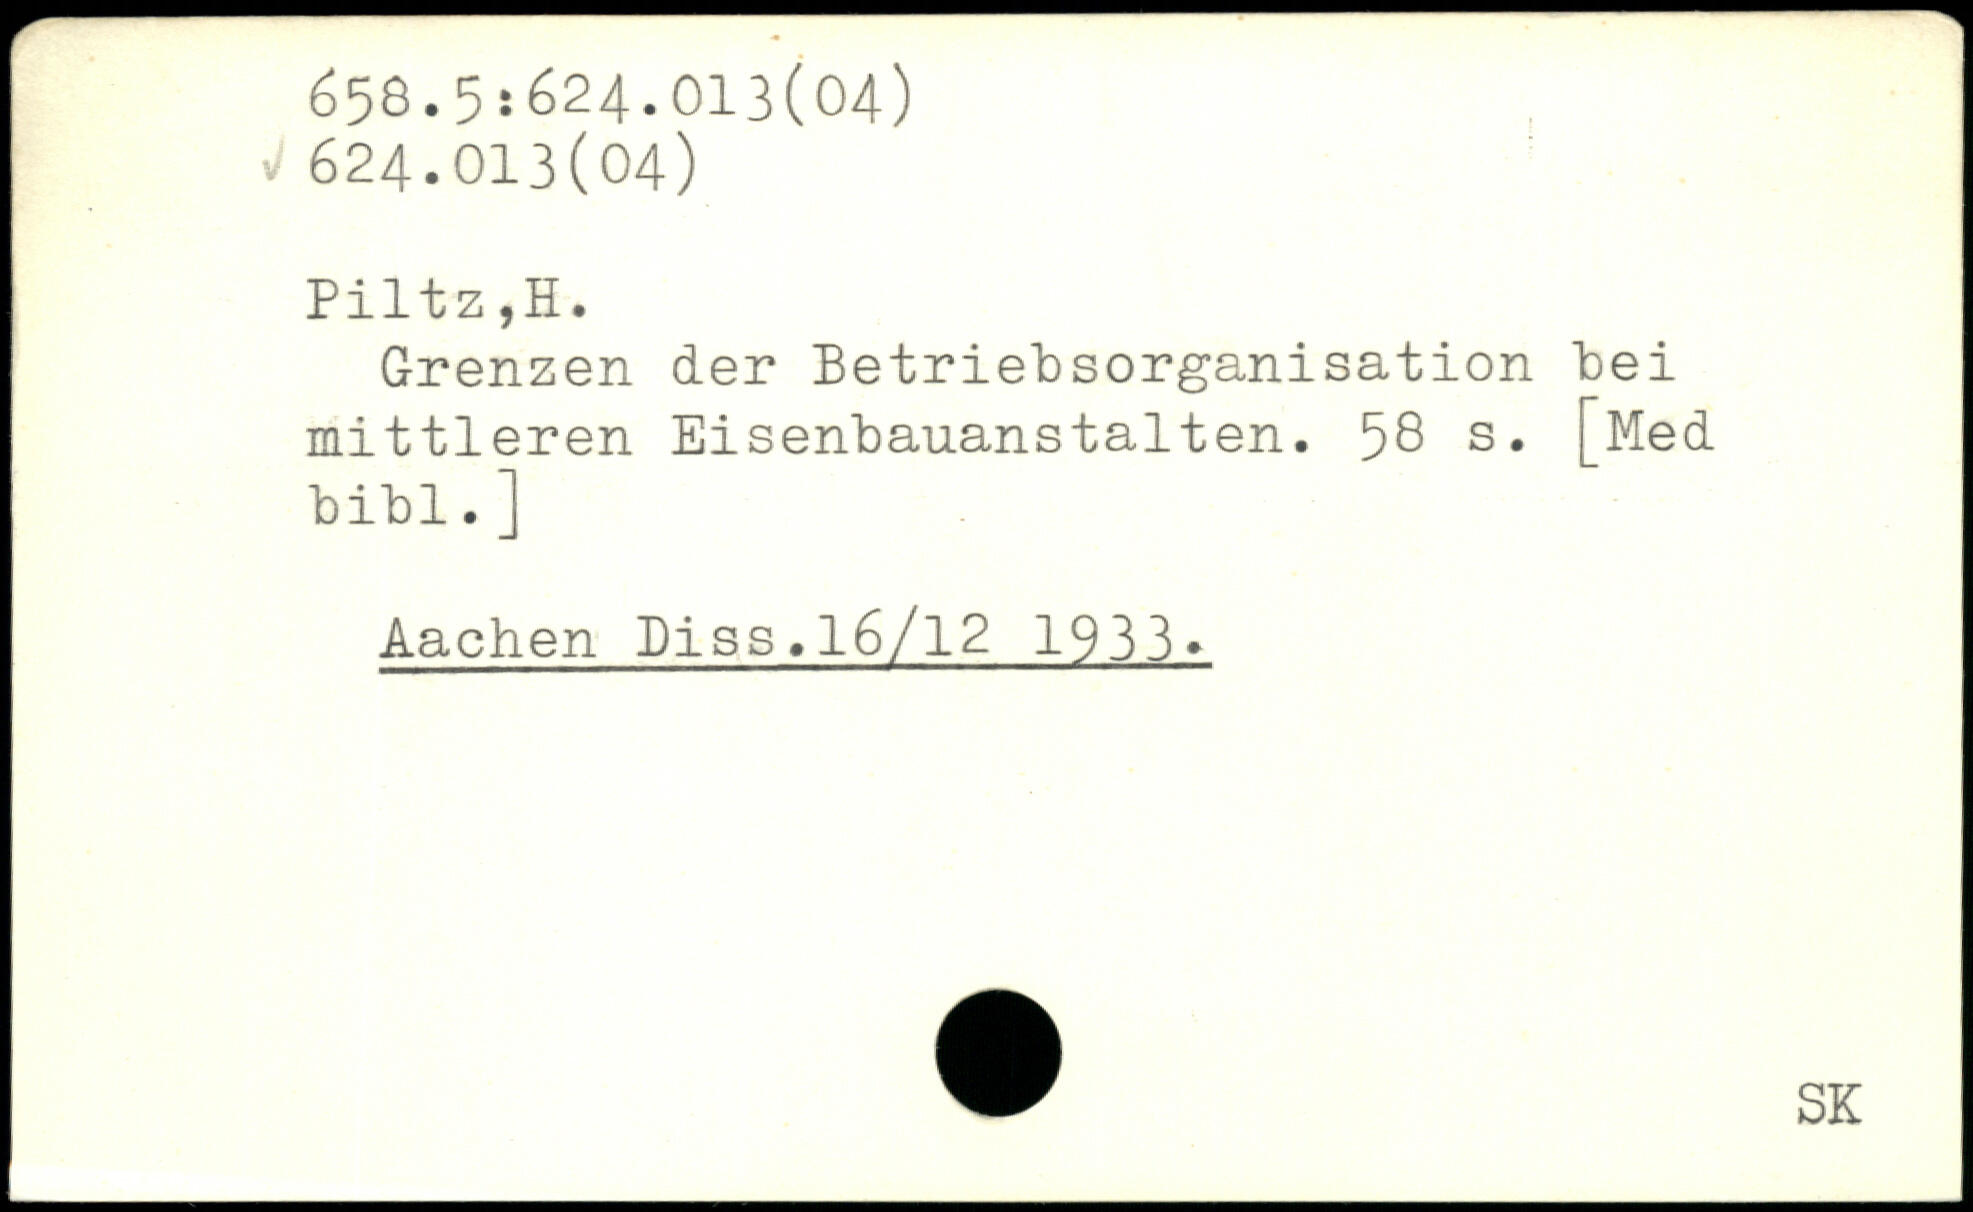 658.5:624.013(04)
✓ 624.013(04)
Piltz,H.
Grenzen der Betriebsorganisation bei
mittleren Eisenbauanstalten. 58 s. [Med
bibl.]
Aachen Diss.16/12 1933.
SK